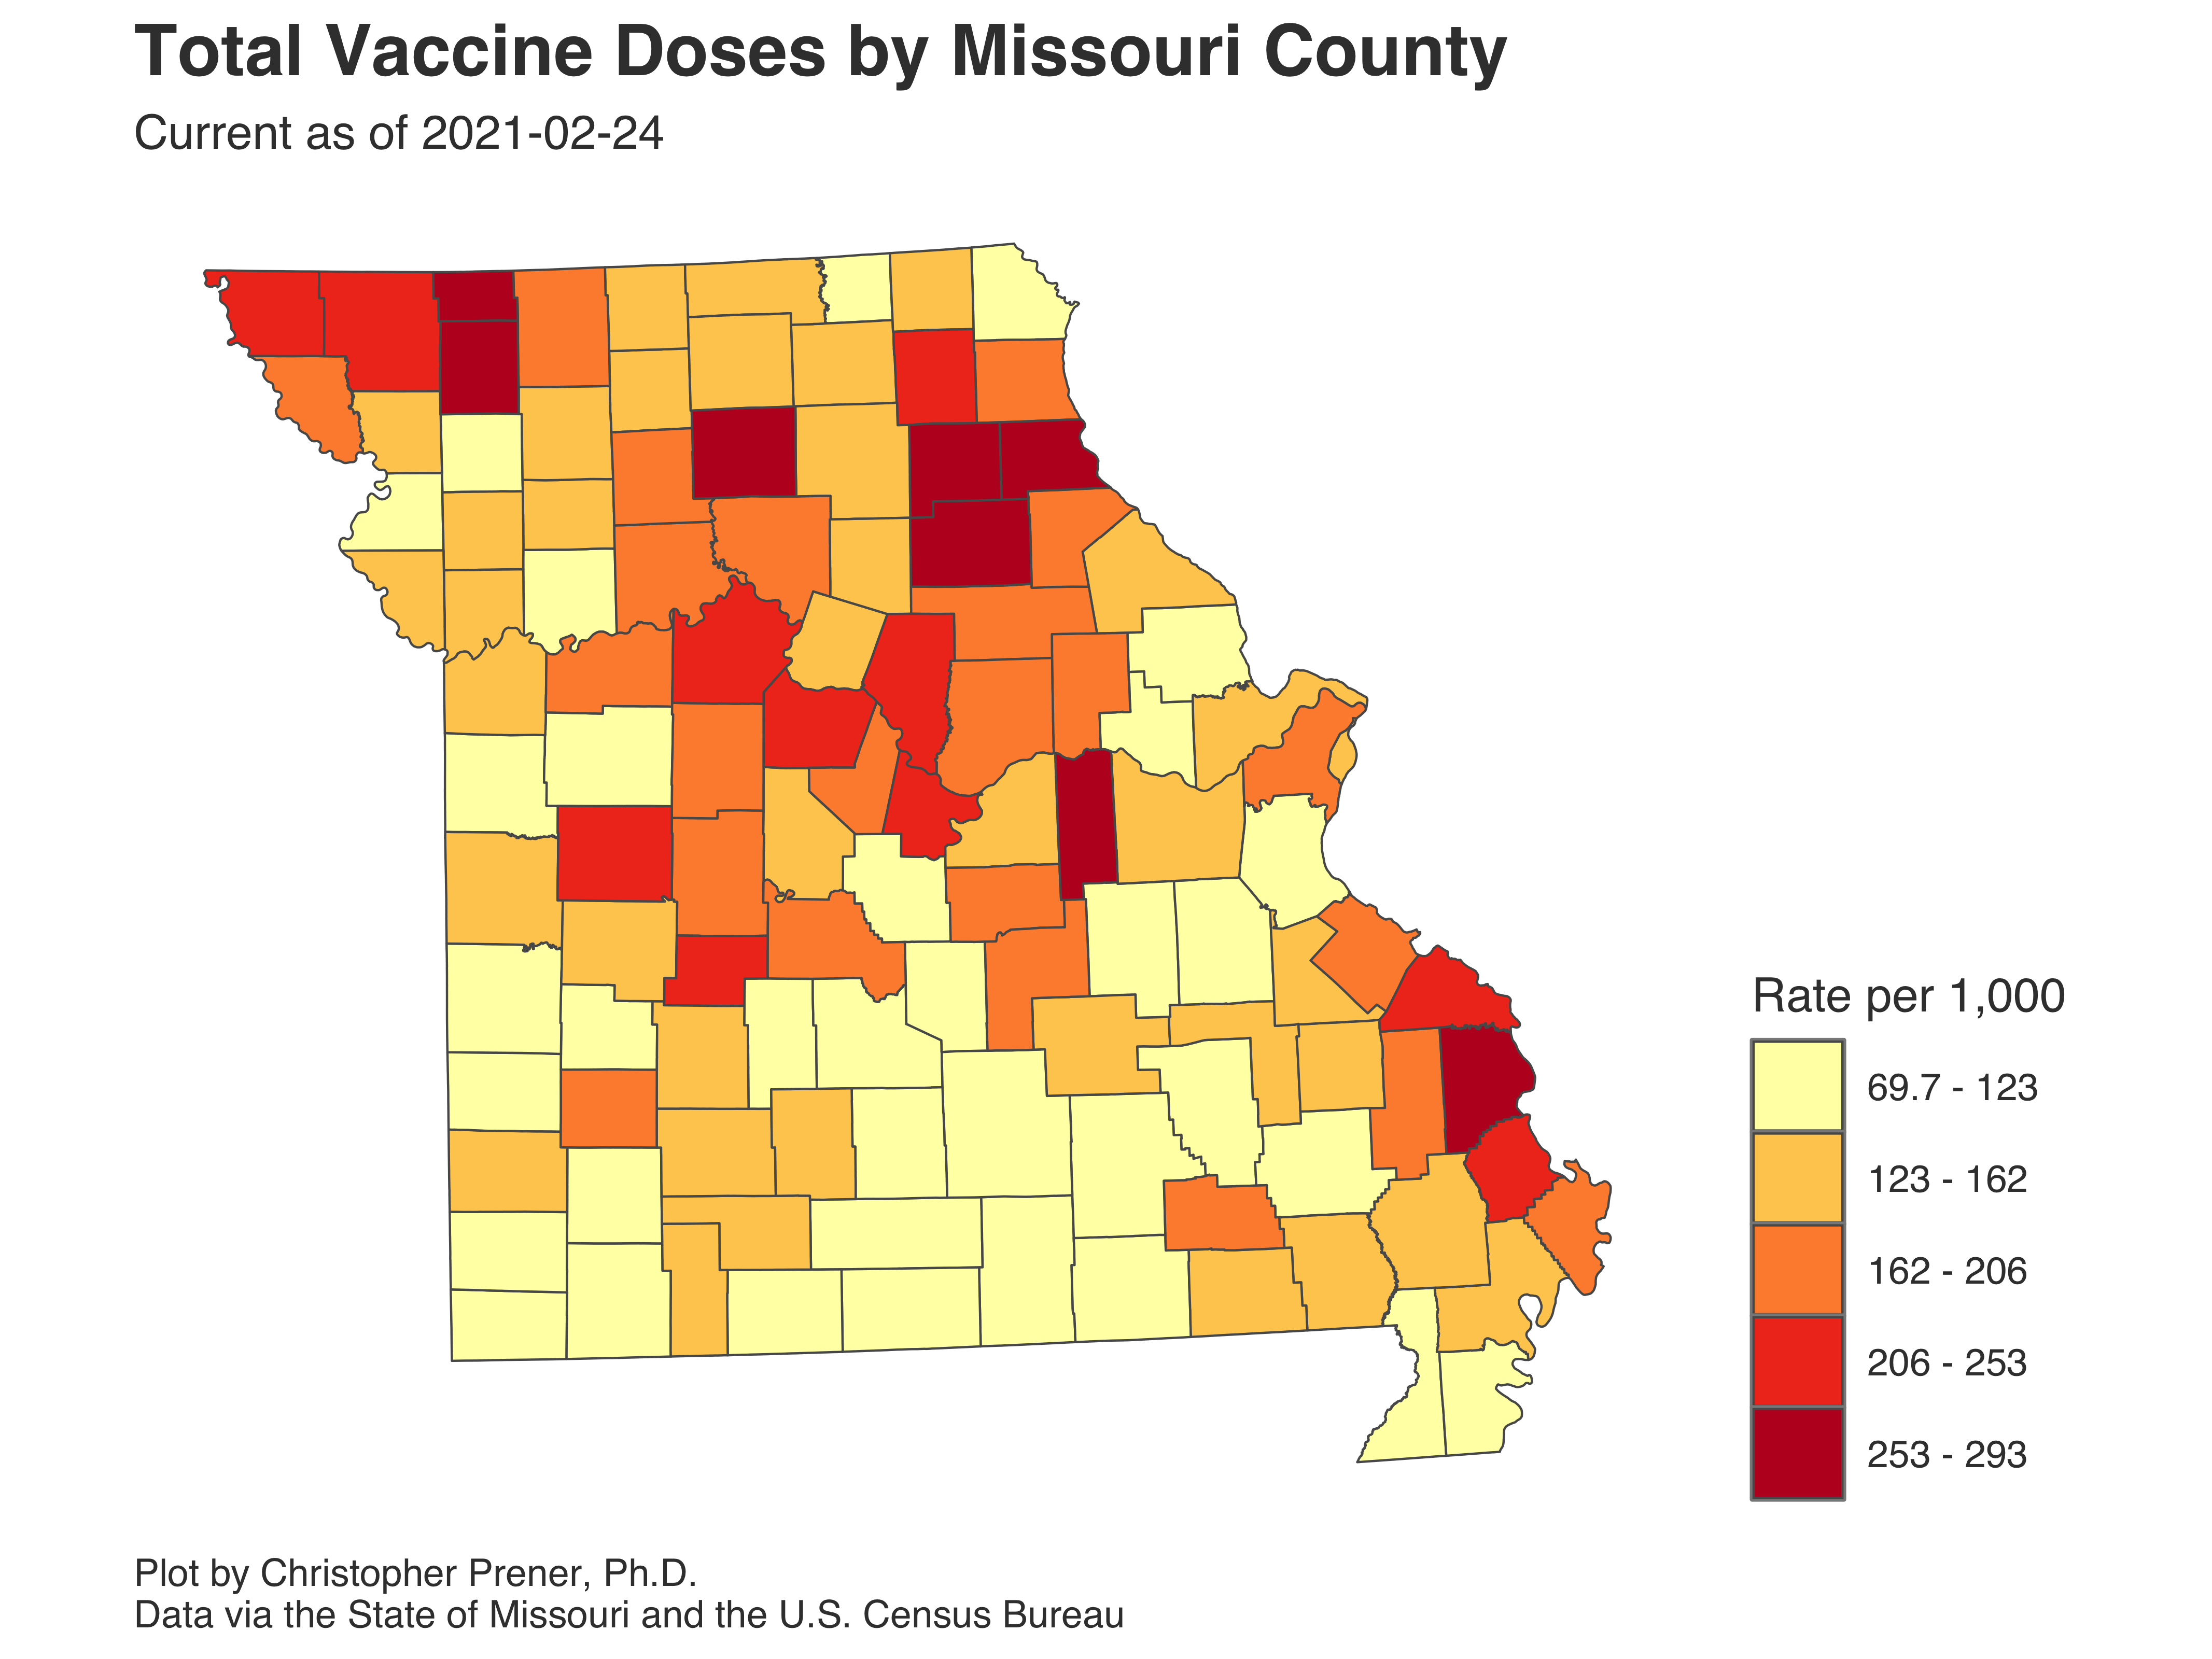 Total Vaccine Doses by Missouri County
Current as of 2021-02-24
Rate per 1,000
69.7 - 123
123 - 162
162 - 206
206 - 253
253 - 293
Plot by Christopher Prener, Ph.D.
Data via the State of Missouri and the U.S. Census Bureau